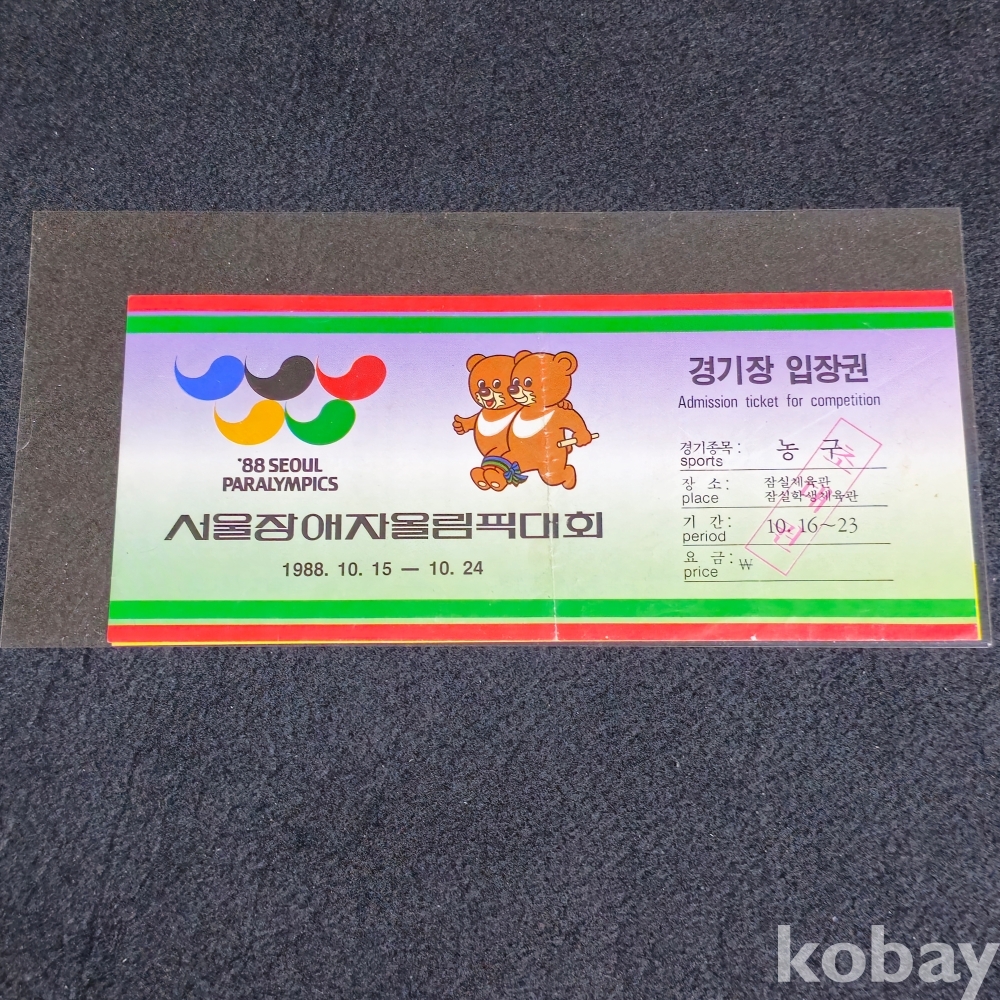 '88 SEOUL
PARALYMPICS
서울장애자올림픽대회
1988. 10. 15 — 10. 24
경기장 입장권
Admission ticket for competition
경기종목: 농 구
sports
장 소: 잠실체육관
place 잠실학생체육관
기 간: 10. 16~23
period
요 금: ₩
price
초대권
kobay